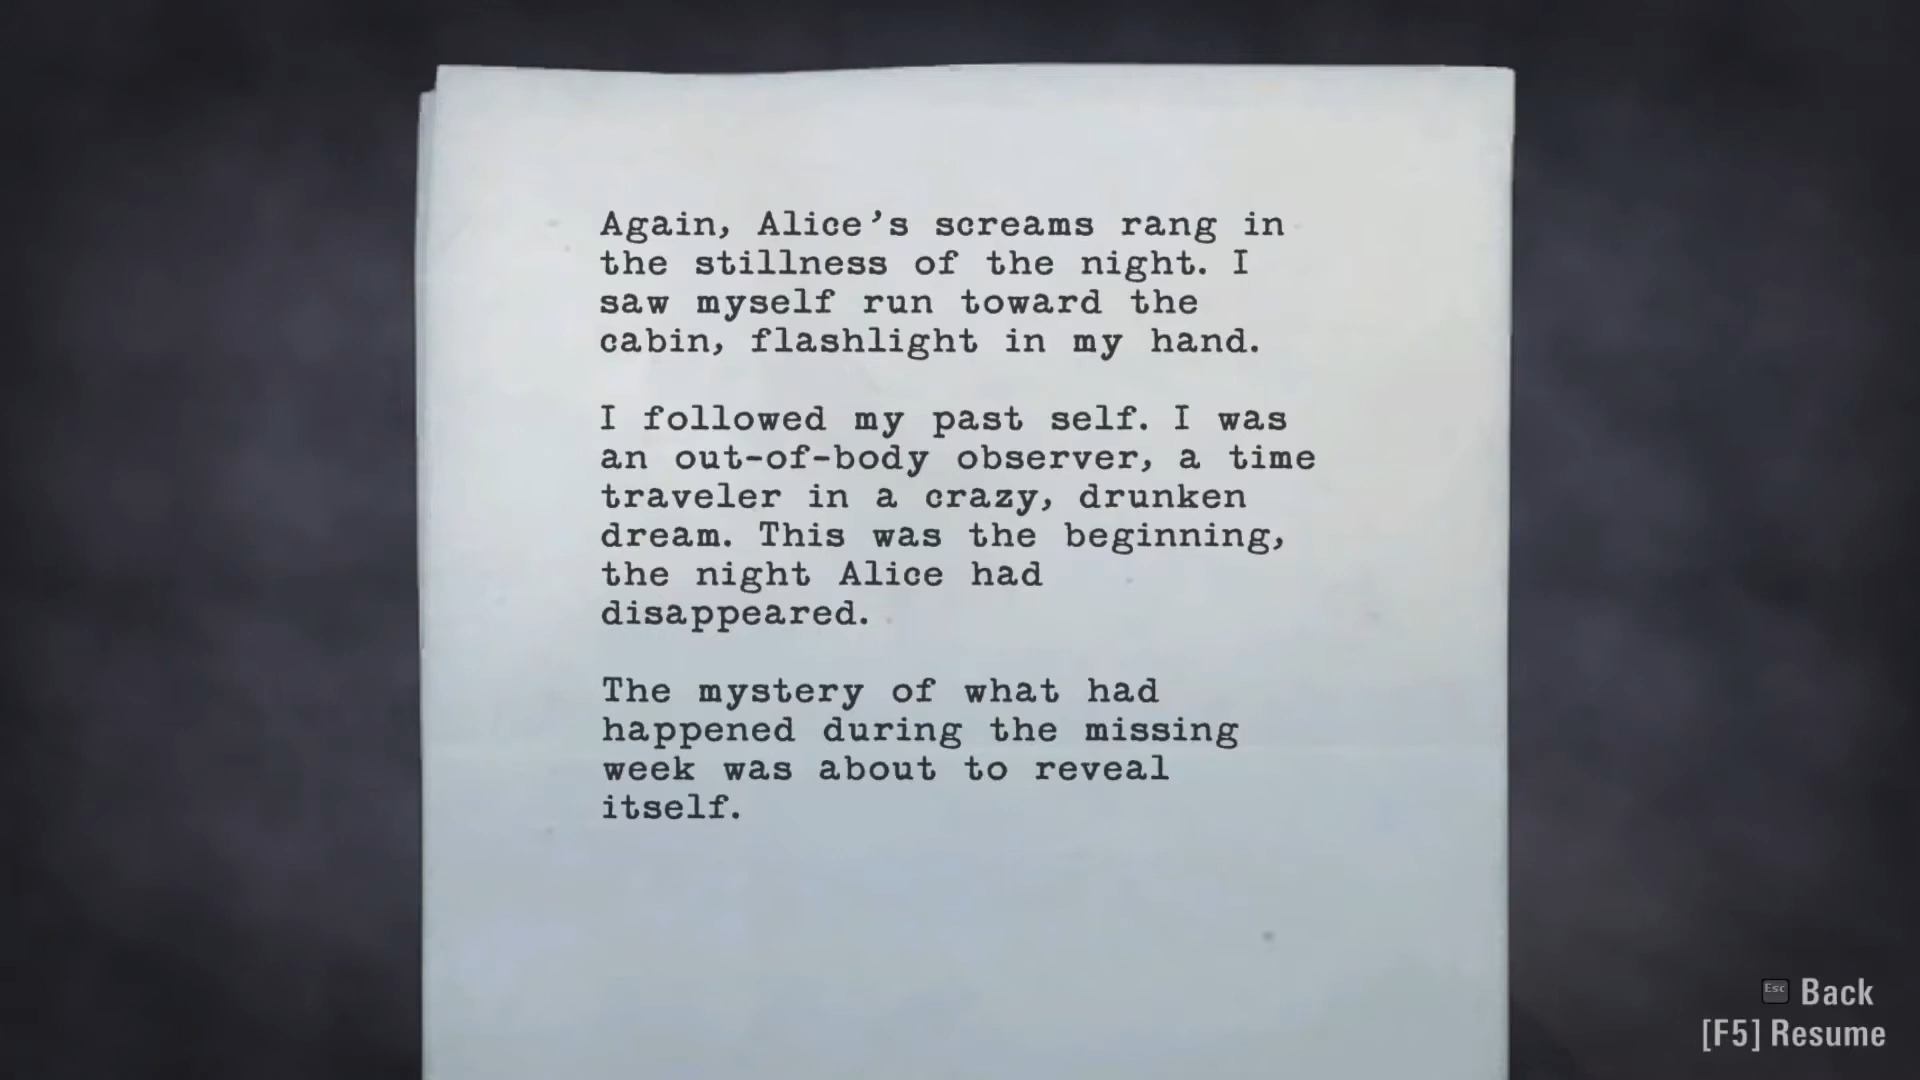 Again, Alice’s screams rang in
the stillness of the night. I
saw myself run toward the
cabin, flashlight in my hand.
I followed my past self. I was
an out-of-body observer, a time
traveler in a crazy, drunken
dream. This was the beginning,
the night Alice had
disappeared.
The mystery of what had
happened during the missing
week was about to reveal
itself.
Esc Back
[F5] Resume